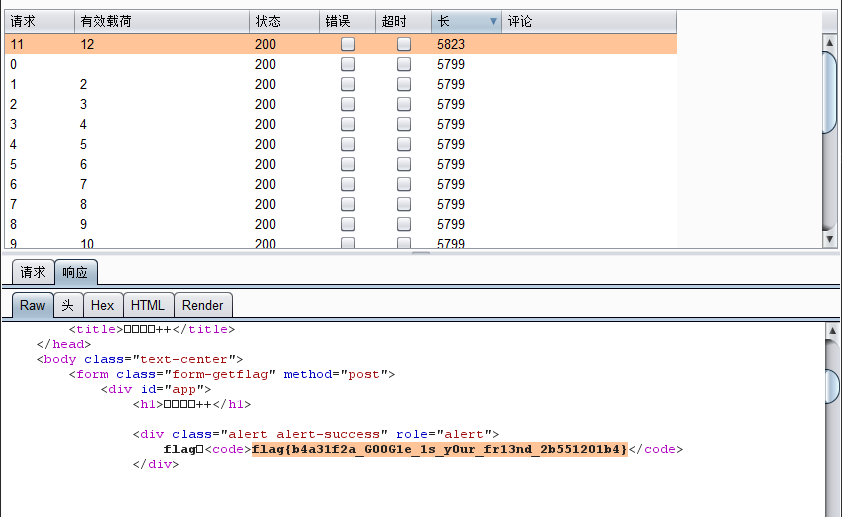 请求 有效载荷 状态 错误 超时 长 评论
11 12 200 5823
0 200 5799
1 2 200 5799
2 3 200 5799
3 4 200 5799
4 5 200 5799
5 6 200 5799
6 7 200 5799
7 8 200 5799
8 9 200 5799
9 10 200 5799
请求 响应
Raw 头 Hex HTML Render
<title>□□□□++</title>
</head>
<body class="text-center">
<form class="form-getflag" method="post">
<div id="app">
<h1>□□□□++</h1>
<div class="alert alert-success" role="alert">
flag□<code>flag{b4a31f2a_G00G1e_1s_y0ur_fr13nd_2b551201b4}</code>
</div>